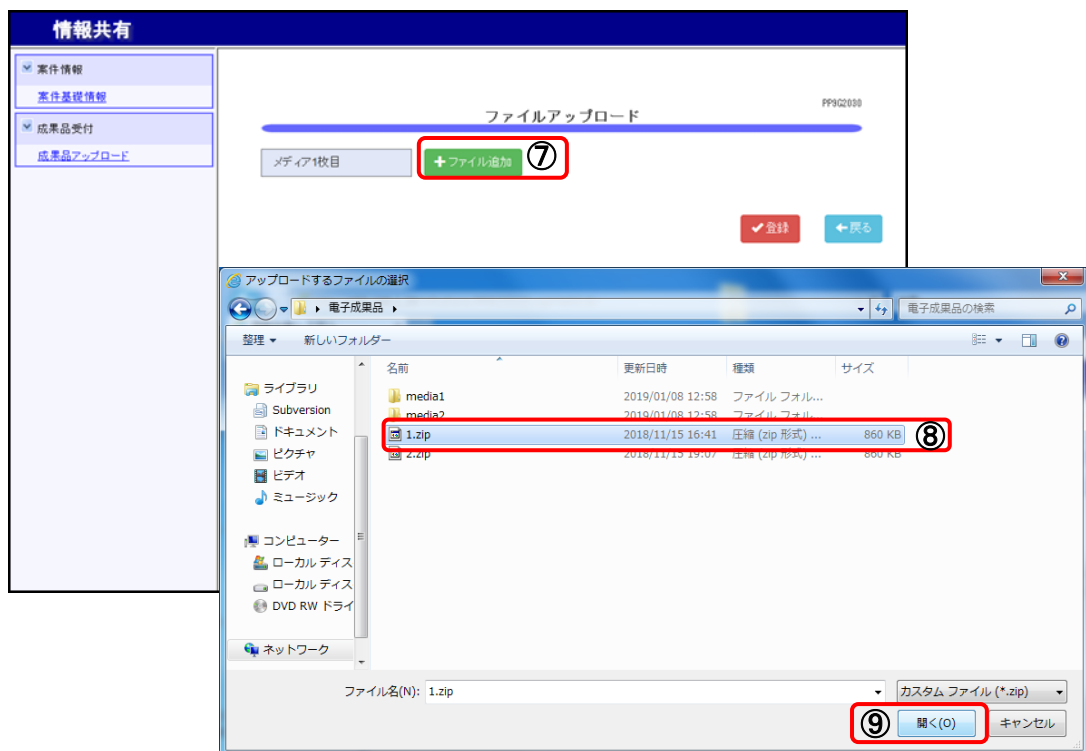 情報共有
案件情報
案件基礎情報
成果品受付
成果品アップロード
PP9G2030
ファイルアップロード
メディア1枚目
ファイル追加 ⑦
登録 戻る
アップロードするファイルの選択
電子成果品
電子成果品の検索
整理 新しいフォルダー
名前 更新日時 種類 サイズ
media1 2019/01/08 12:58 ファイル フォル...
media2 2019/01/08 12:58 ファイル フォル...
1.zip 2018/11/15 16:41 圧縮 (zip 形式) ... 860 KB ⑧
2.zip 2018/11/15 19:07 圧縮 (zip 形式) ... 860 KB
ライブラリ
Subversion
ドキュメント
ピクチャ
ビデオ
ミュージック
コンピューター
ローカル ディス
ローカル ディス
DVD RW ドライ
ネットワーク
ファイル名(N): 1.zip
カスタム ファイル (*.zip)
⑨ 開く(O) キャンセル